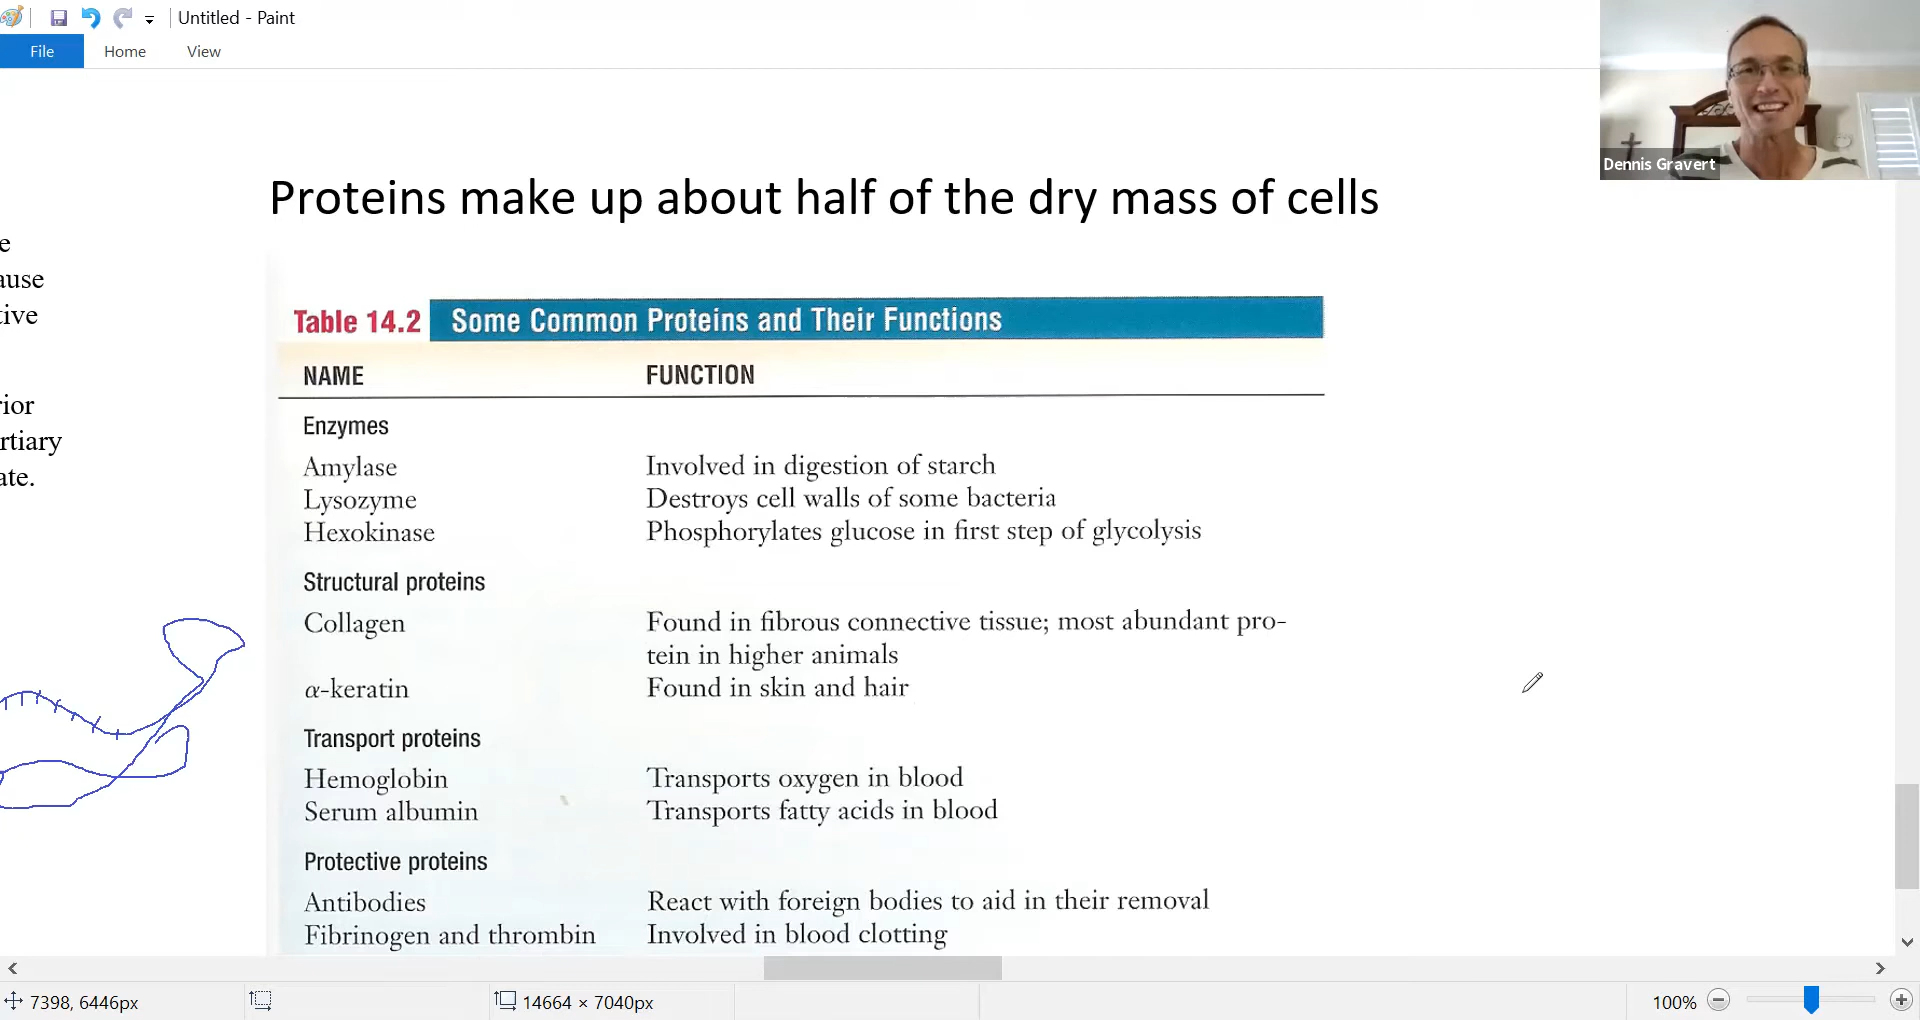 Untitled - Paint
File Home View
Dennis Gravert
Proteins make up about half of the dry mass of cells
e
ause
tive
rior
rtiary
ate.
Table 14.2 Some Common Proteins and Their Functions
NAME FUNCTION
Enzymes
Amylase Involved in digestion of starch
Lysozyme Destroys cell walls of some bacteria
Hexokinase Phosphorylates glucose in first step of glycolysis
Structural proteins
Collagen Found in fibrous connective tissue; most abundant pro-
tein in higher animals
α-keratin Found in skin and hair
Transport proteins
Hemoglobin Transports oxygen in blood
Serum albumin Transports fatty acids in blood
Protective proteins
Antibodies React with foreign bodies to aid in their removal
Fibrinogen and thrombin Involved in blood clotting
7398, 6446px 14664 × 7040px 100%